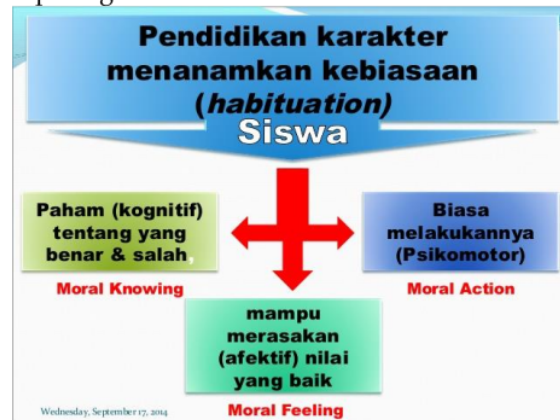 Pendidikan karakter
menanamkan kebiasaan
(habituation)
Siswa
Paham (kognitif)
tentang yang
benar & salah,
Moral Knowing
Biasa
melakukannya
(Psikomotor)
Moral Action
mampu
merasakan
(afektif) nilai
yang baik
Moral Feeling
Wednesday, September 17, 2014